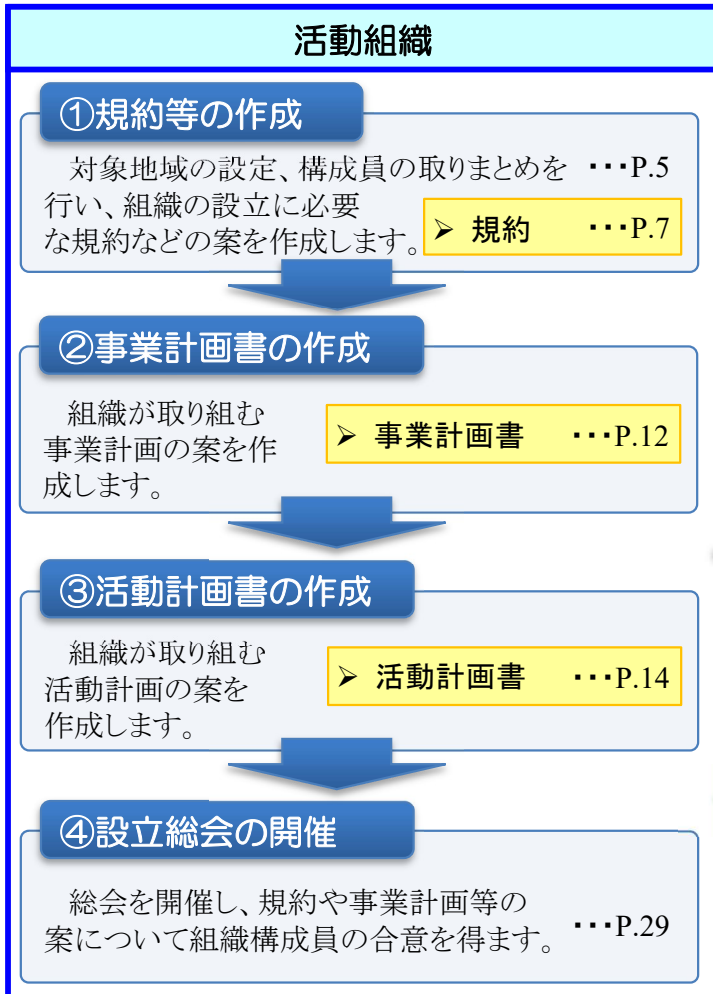 活動組織
①規約等の作成
対象地域の設定、構成員の取りまとめを ・・・P.5
行い、組織の設立に必要
な規約などの案を作成します。
➢ 規約 ・・・P.7
②事業計画書の作成
組織が取り組む
事業計画の案を作
成します。
➢ 事業計画書 ・・・P.12
③活動計画書の作成
組織が取り組む
活動計画の案を
作成します。
➢ 活動計画書 ・・・P.14
④設立総会の開催
総会を開催し、規約や事業計画等の
案について組織構成員の合意を得ます。 ・・・P.29